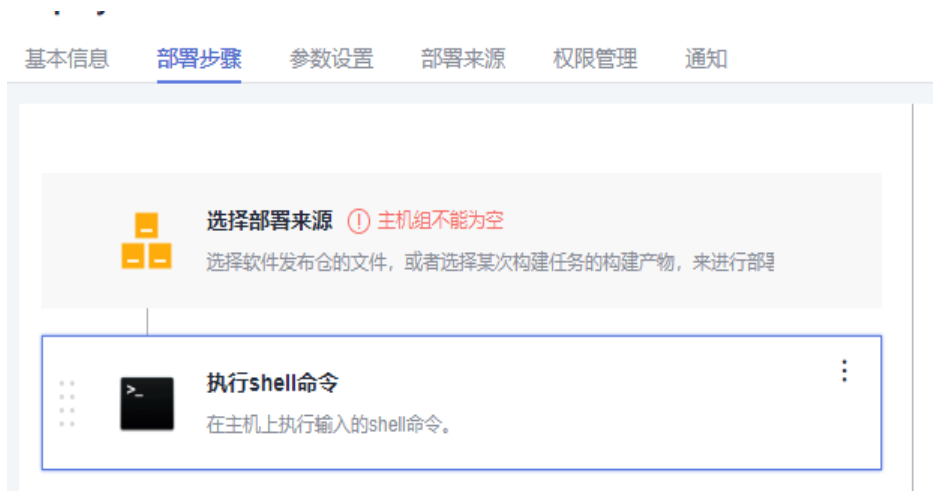 基本信息 部署步骤 参数设置 部署来源 权限管理 通知
选择部署来源 主机组不能为空
选择软件发布仓的文件，或者选择某次构建任务的构建产物，来进行部
执行shell命令
在主机上执行输入的shell命令。